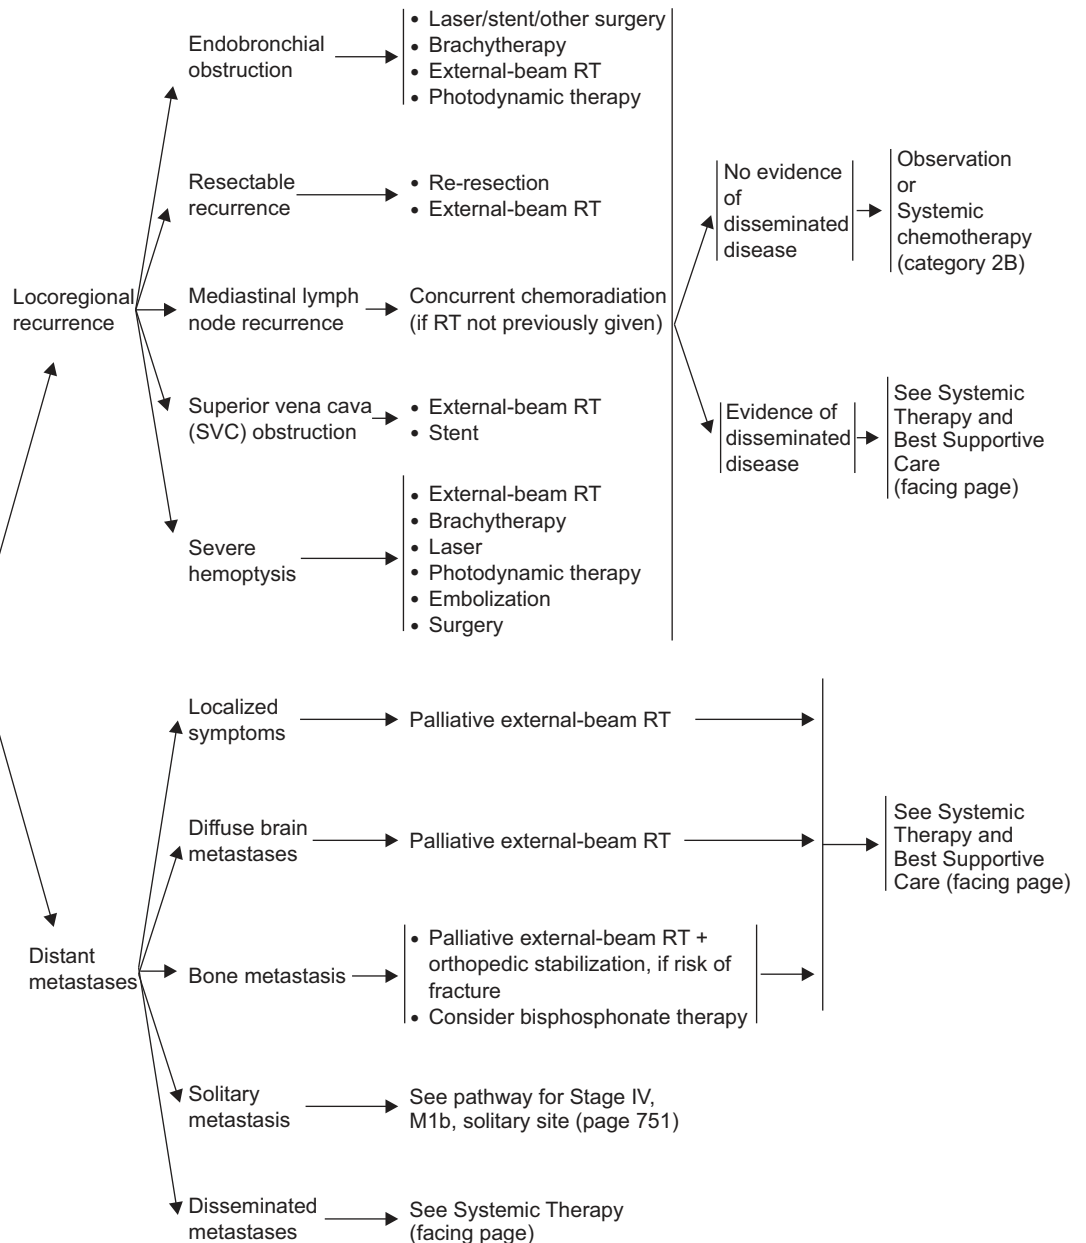 Locoregional
recurrence
Endobronchial
obstruction
• Laser/stent/other surgery
• Brachytherapy
• External-beam RT
• Photodynamic therapy
Resectable
recurrence
• Re-resection
• External-beam RT
Mediastinal lymph
node recurrence
Concurrent chemoradiation
(if RT not previously given)
Superior vena cava
(SVC) obstruction
• External-beam RT
• Stent
Severe
hemoptysis
• External-beam RT
• Brachytherapy
• Laser
• Photodynamic therapy
• Embolization
• Surgery
No evidence
of
disseminated
disease
Observation
or
Systemic
chemotherapy
(category 2B)
Evidence of
disseminated
disease
See Systemic
Therapy and
Best Supportive
Care
(facing page)
Distant
metastases
Localized
symptoms
Palliative external-beam RT
Diffuse brain
metastases
Palliative external-beam RT
Bone metastasis
• Palliative external-beam RT +
orthopedic stabilization, if risk of
fracture
• Consider bisphosphonate therapy
See Systemic
Therapy and
Best Supportive
Care (facing page)
Solitary
metastasis
See pathway for Stage IV,
M1b, solitary site (page 751)
Disseminated
metastases
See Systemic Therapy
(facing page)